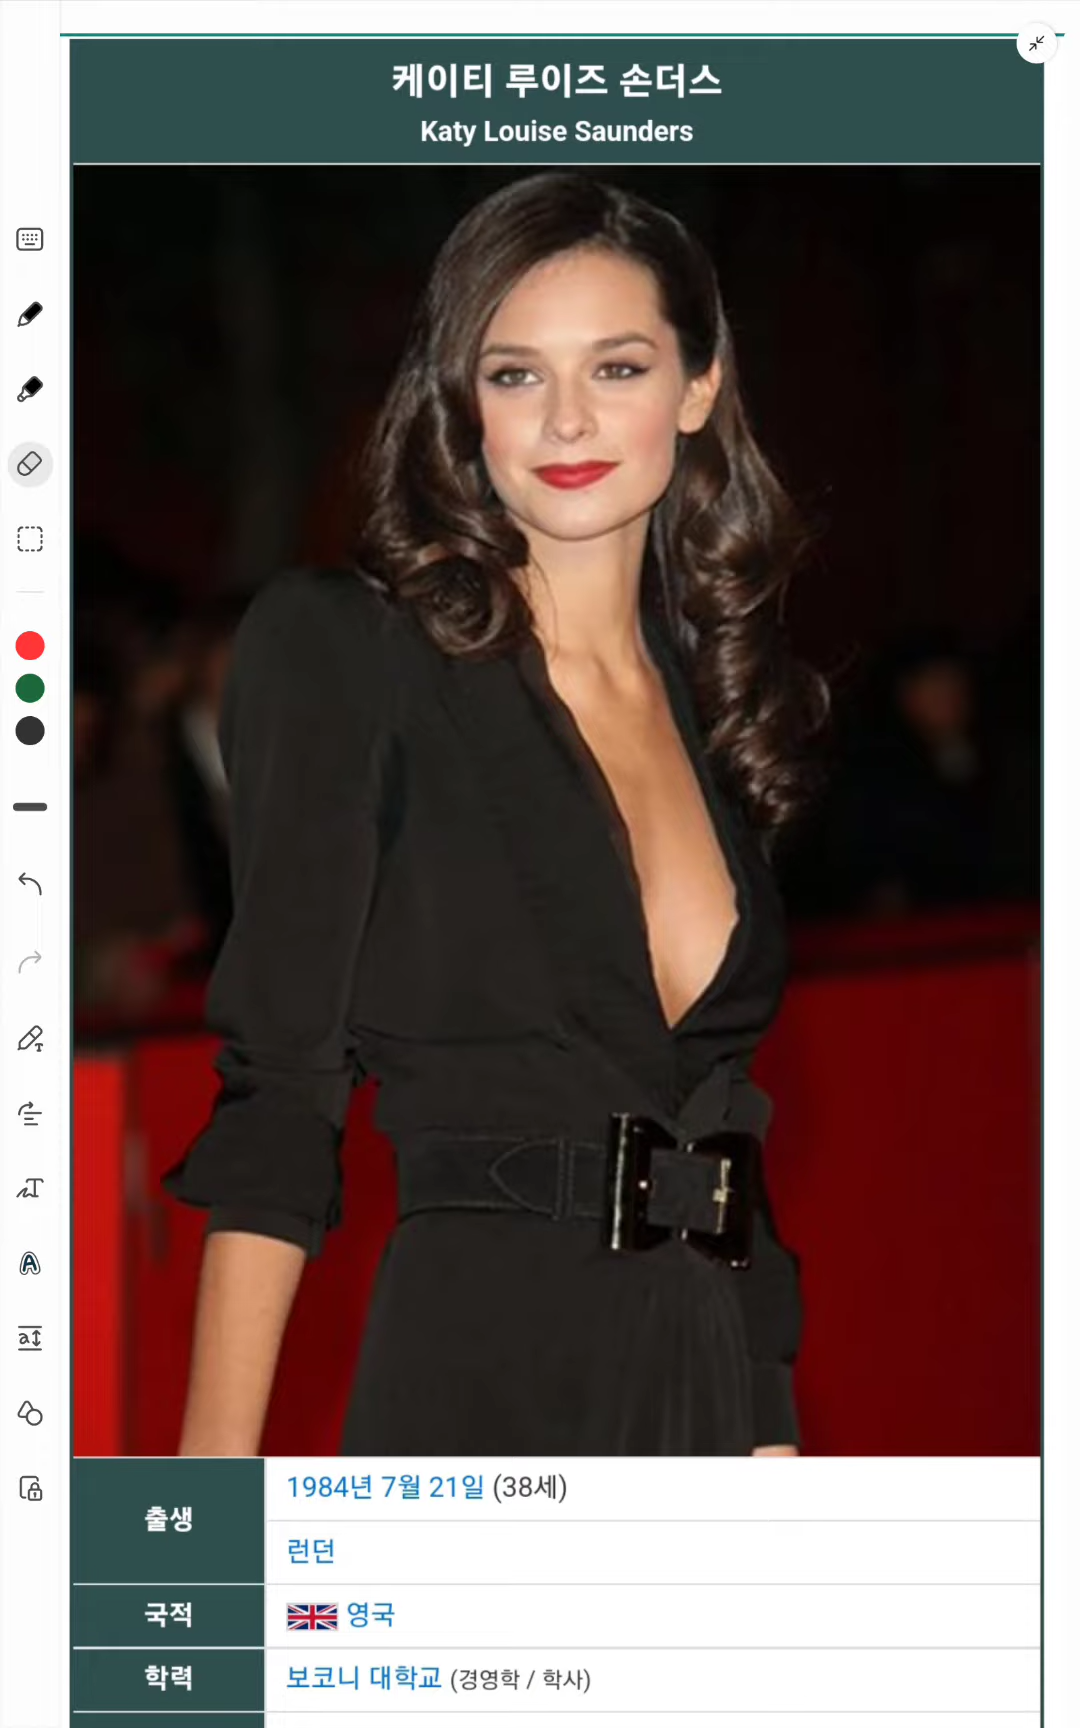 케이티 루이즈 손더스
Katy Louise Saunders
출생
1984년 7월 21일 (38세)
런던
국적
영국
학력
보코니 대학교 (경영학 / 학사)
T
T
A
a